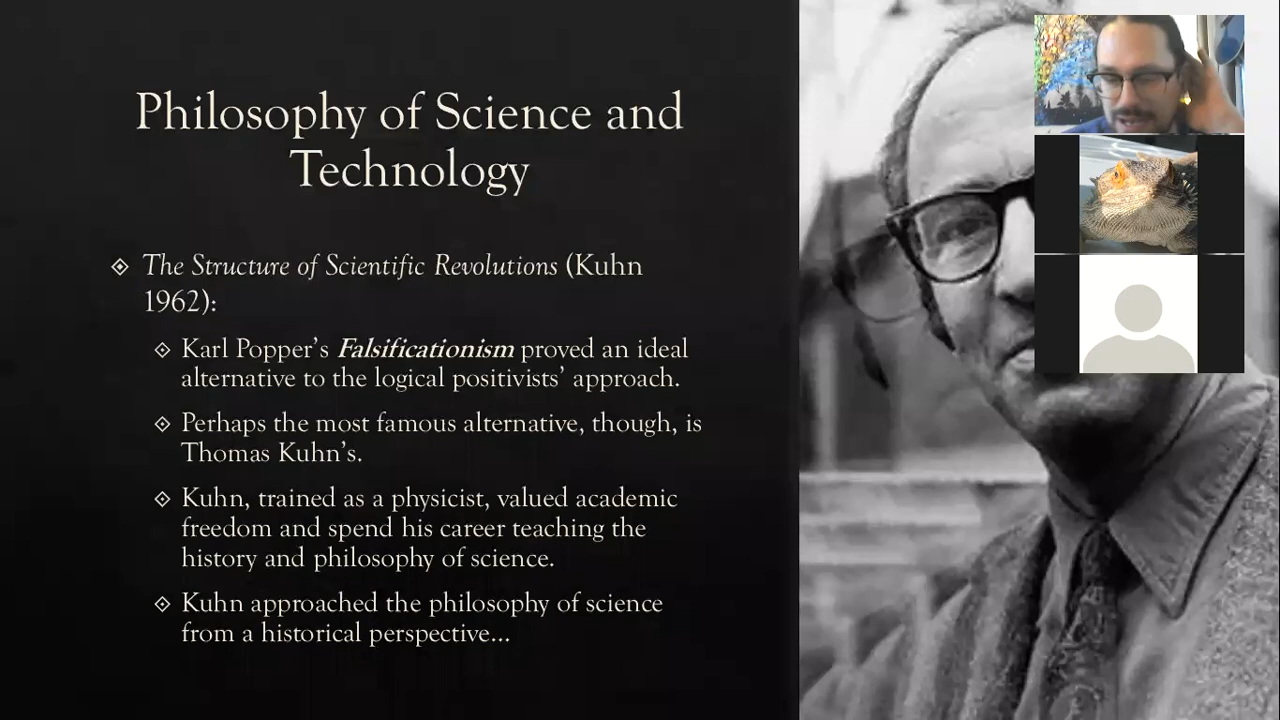 Philosophy of Science and
Technology
The Structure of Scientific Revolutions (Kuhn
1962):
Karl Popper’s Falsificationism proved an ideal
alternative to the logical positivists’ approach.
Perhaps the most famous alternative, though, is
Thomas Kuhn’s.
Kuhn, trained as a physicist, valued academic
freedom and spend his career teaching the
history and philosophy of science.
Kuhn approached the philosophy of science
from a historical perspective…